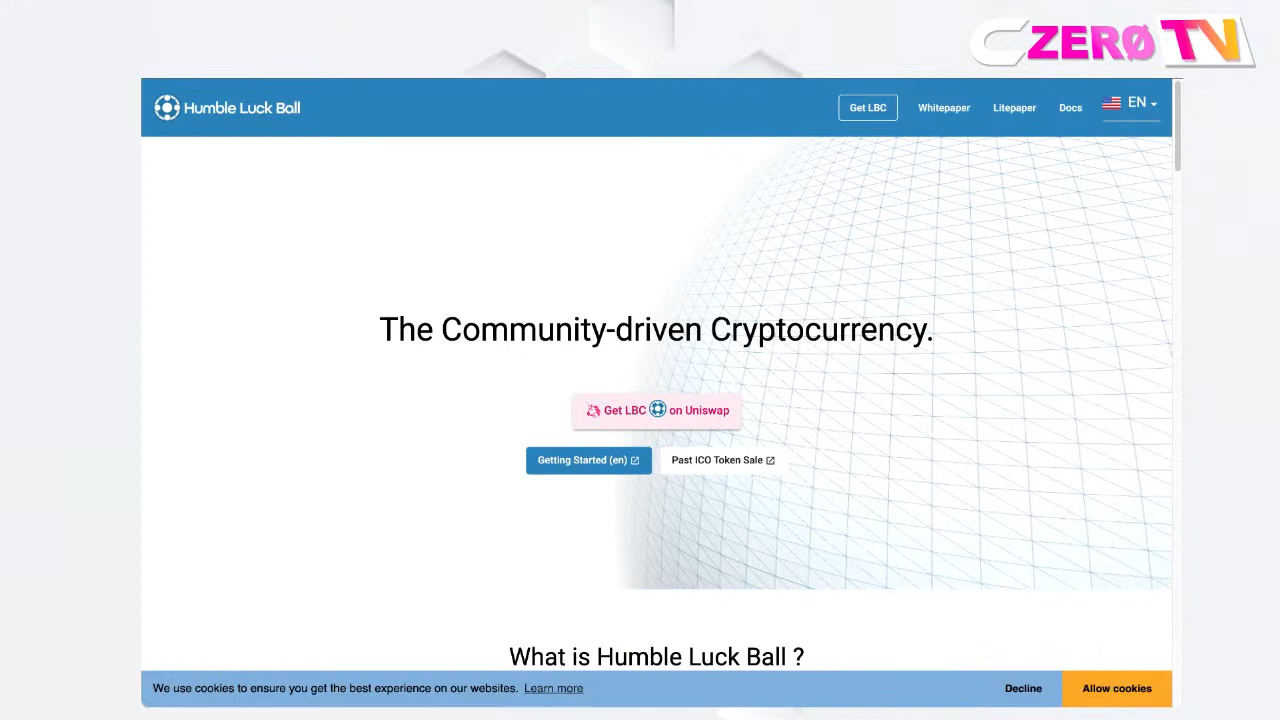 CZERØ TV
Humble Luck Ball
Get LBC
Whitepaper
Litepaper
Docs
EN
The Community-driven Cryptocurrency.
Get LBC on Uniswap
Getting Started (en)
Past ICO Token Sale
What is Humble Luck Ball ?
We use cookies to ensure you get the best experience on our websites. Learn more
Decline
Allow cookies